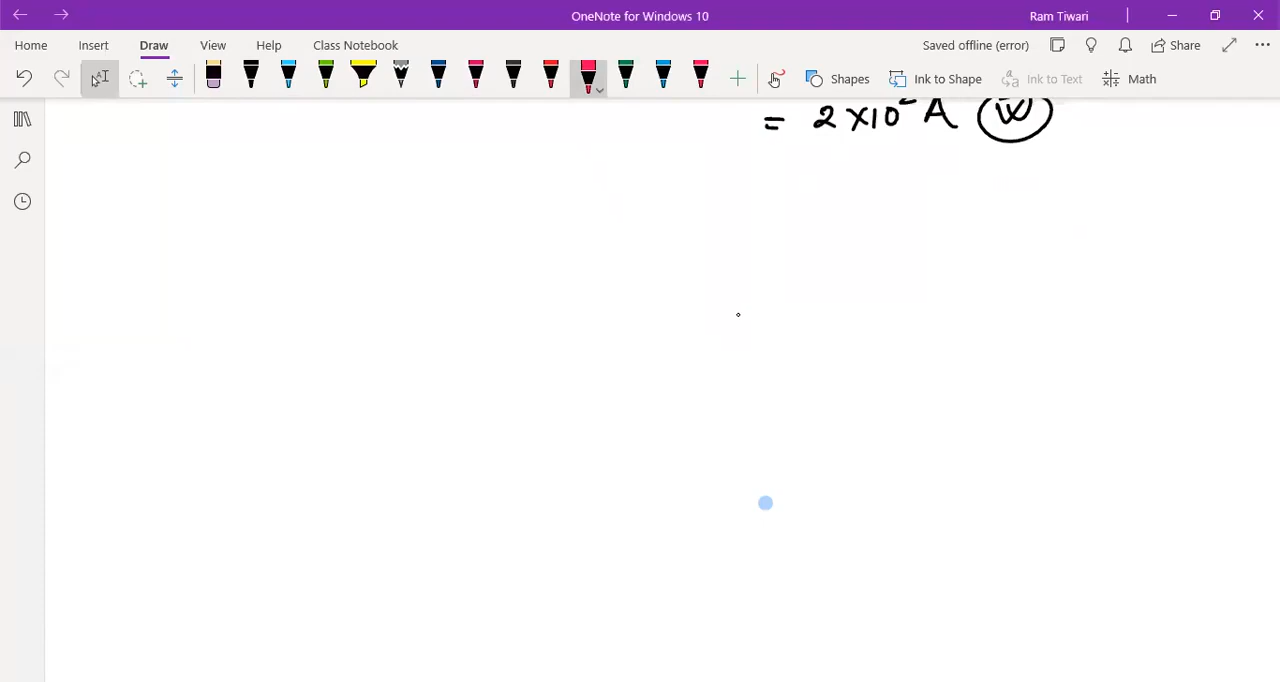 OneNote for Windows 10
Ram Tiwari
Home Insert Draw View Help Class Notebook
Saved offline (error) Share
Shapes Ink to Shape Ink to Text Math
= 2 × 10² A